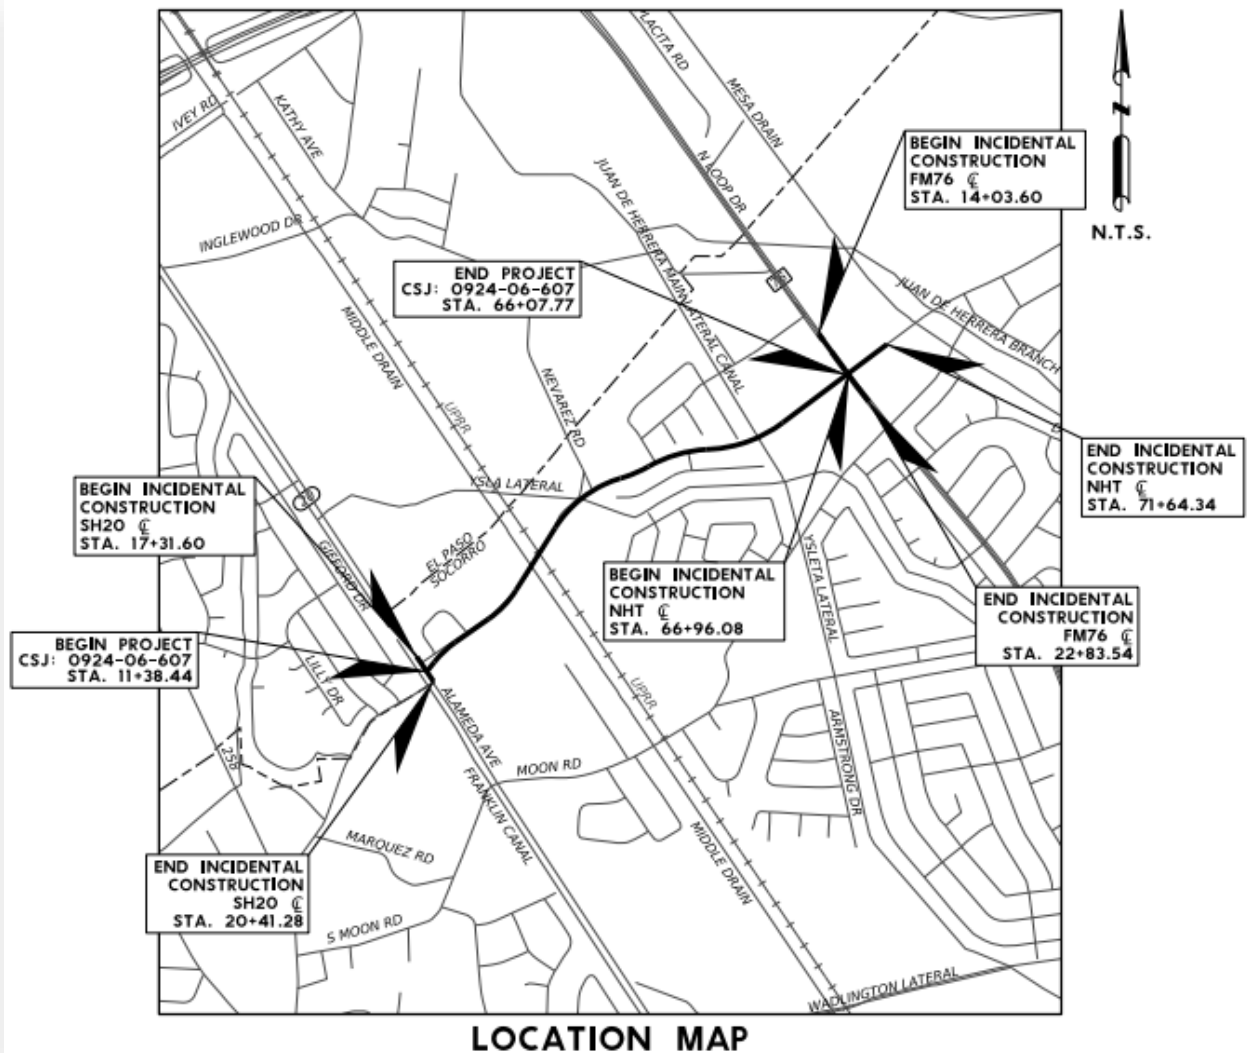 PLACITA RD
MESA DRAIN
IVEY RD
KATHY AVE
BEGIN INCIDENTAL
CONSTRUCTION
FM76 ℄
STA. 14+03.60
N
N.T.S.
N LOOP DR
JUAN DE HERRERA MAIN LATERAL CANAL
INGLEWOOD DR
END PROJECT
CSJ: 0924-06-607
STA. 66+07.77
JUAN DE HERRERA BRANCH
MIDDLE DRAIN
UPRR
NEVAREZ RD
END INCIDENTAL
CONSTRUCTION
NHT ℄
STA. 71+64.34
BEGIN INCIDENTAL
CONSTRUCTION
SH20 ℄
STA. 17+31.60
20
YSLA LATERAL
GIFFORD DR
EL PASO
SOCORRO
YSLETA LATERAL
BEGIN INCIDENTAL
CONSTRUCTION
NHT ℄
STA. 66+96.08
END INCIDENTAL
CONSTRUCTION
FM76 ℄
STA. 22+83.54
BEGIN PROJECT
CSJ: 0924-06-607
STA. 11+38.44
LILLY DR
UPRR
ALAMEDA AVE
ARMSTRONG DR
258
MOON RD
FRANKLIN CANAL
MARQUEZ RD
MIDDLE DRAIN
END INCIDENTAL
CONSTRUCTION
SH20 ℄
STA. 20+41.28
S MOON RD
WADLINGTON LATERAL
LOCATION MAP